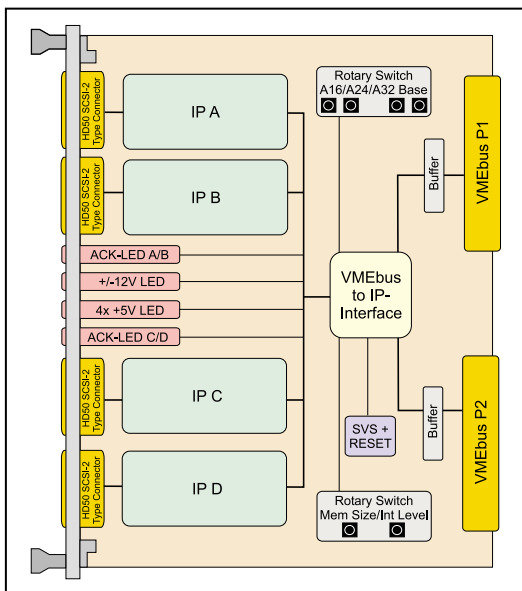 HD50 SCSI-2
Type Connector
IP A
Rotary Switch
A16/A24/A32 Base
VMEbus P1
HD50 SCSI-2
Type Connector
IP B
Buffer
ACK-LED A/B
+/-12V LED
4x +5V LED
ACK-LED C/D
VMEbus
to IP-
Interface
HD50 SCSI-2
Type Connector
IP C
SVS +
RESET
Buffer
VMEbus P2
HD50 SCSI-2
Type Connector
IP D
Rotary Switch
Mem Size/Int Level